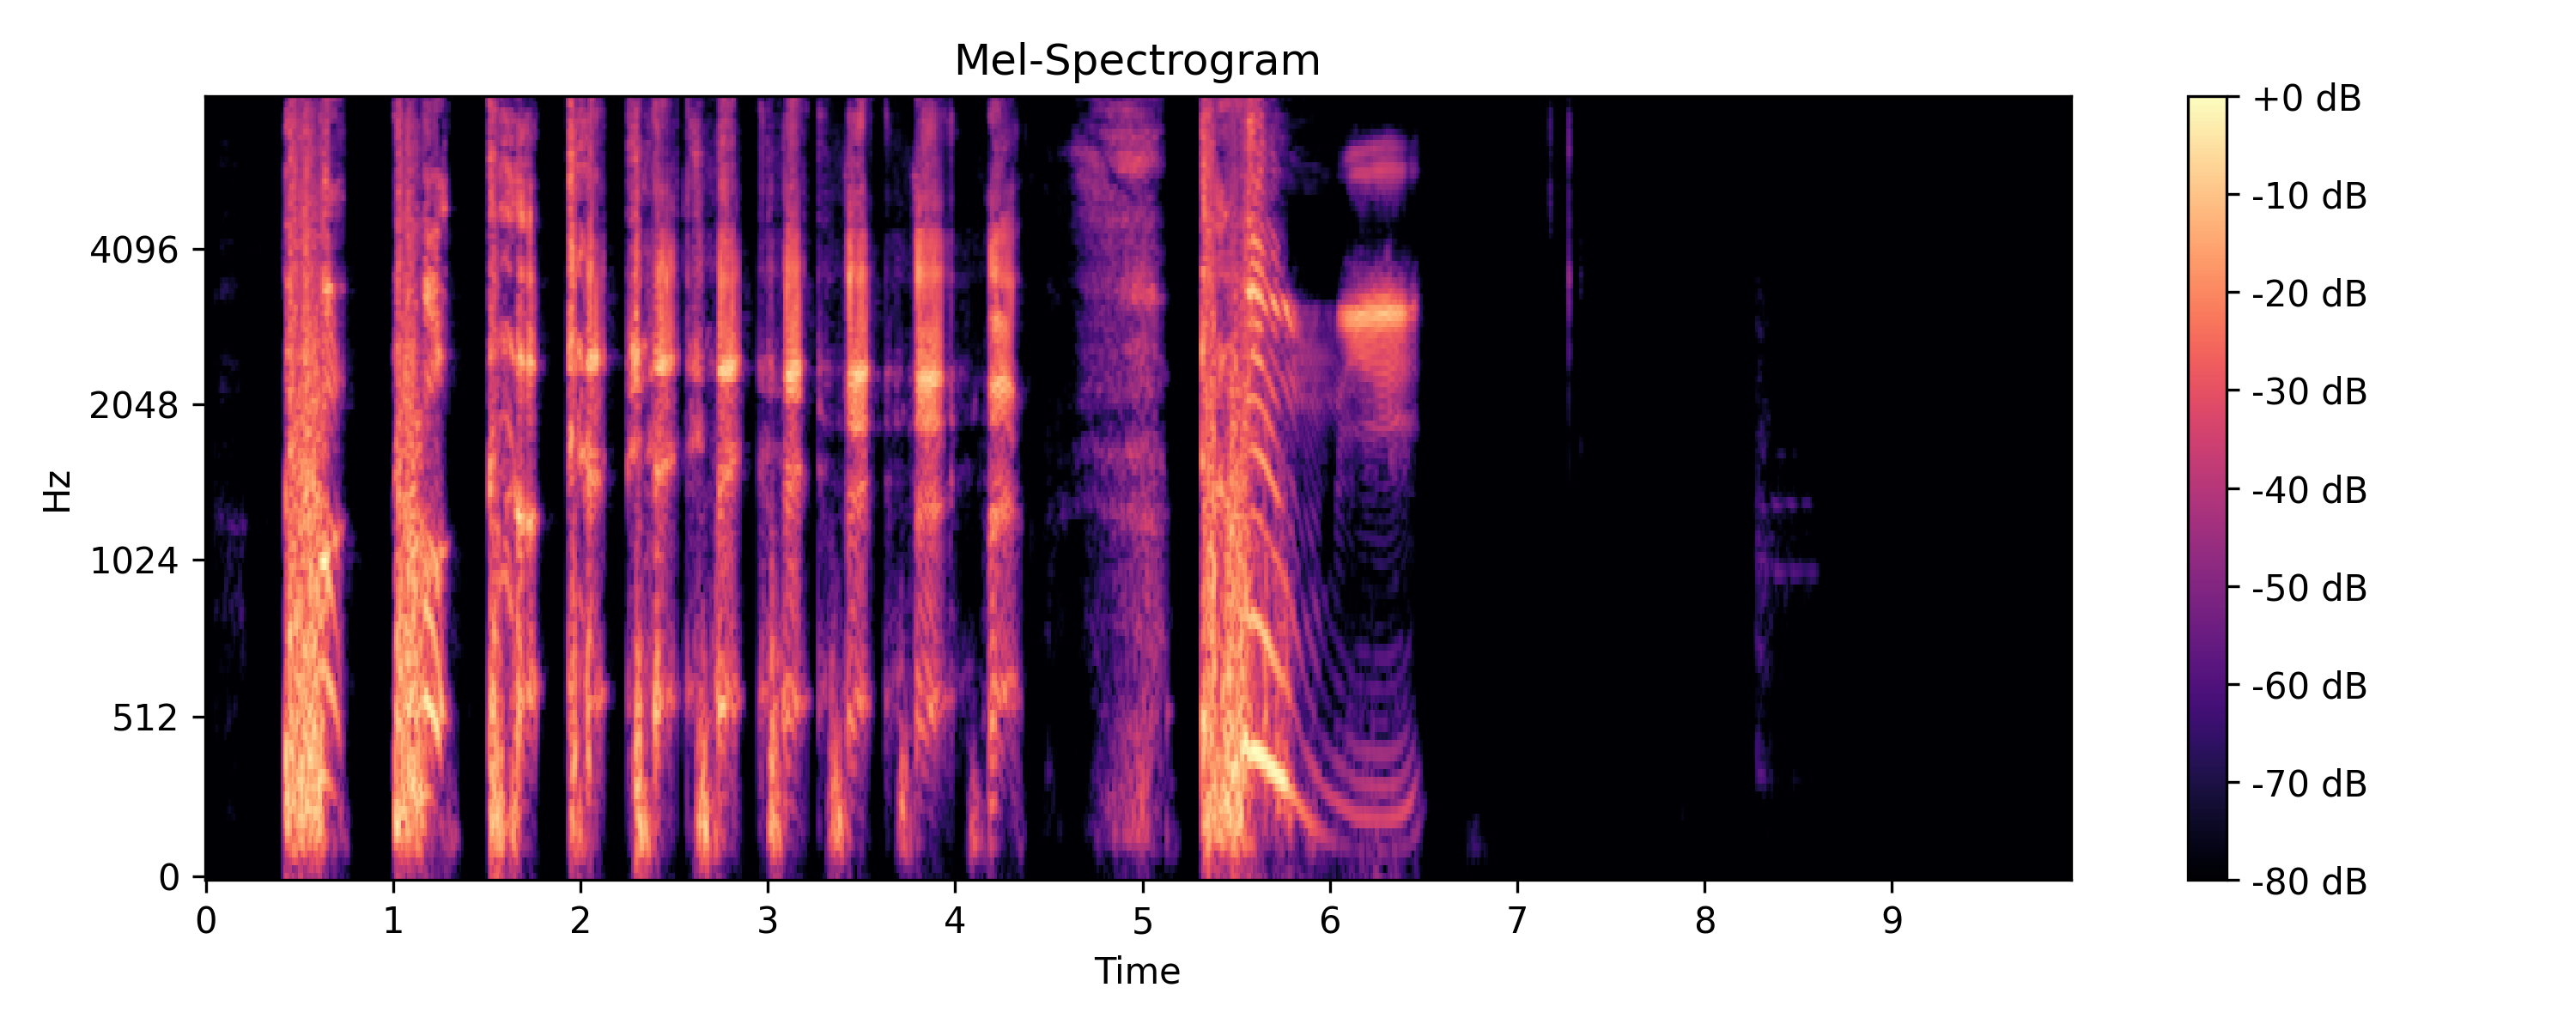 Mel-Spectrogram
+0 dB
-10 dB
4096
-20 dB
2048
-30 dB
Hz
-40 dB
1024
-50 dB
512
-60 dB
-70 dB
0
-80 dB
0 1 2 3 4 5 6 7 8 9
Time